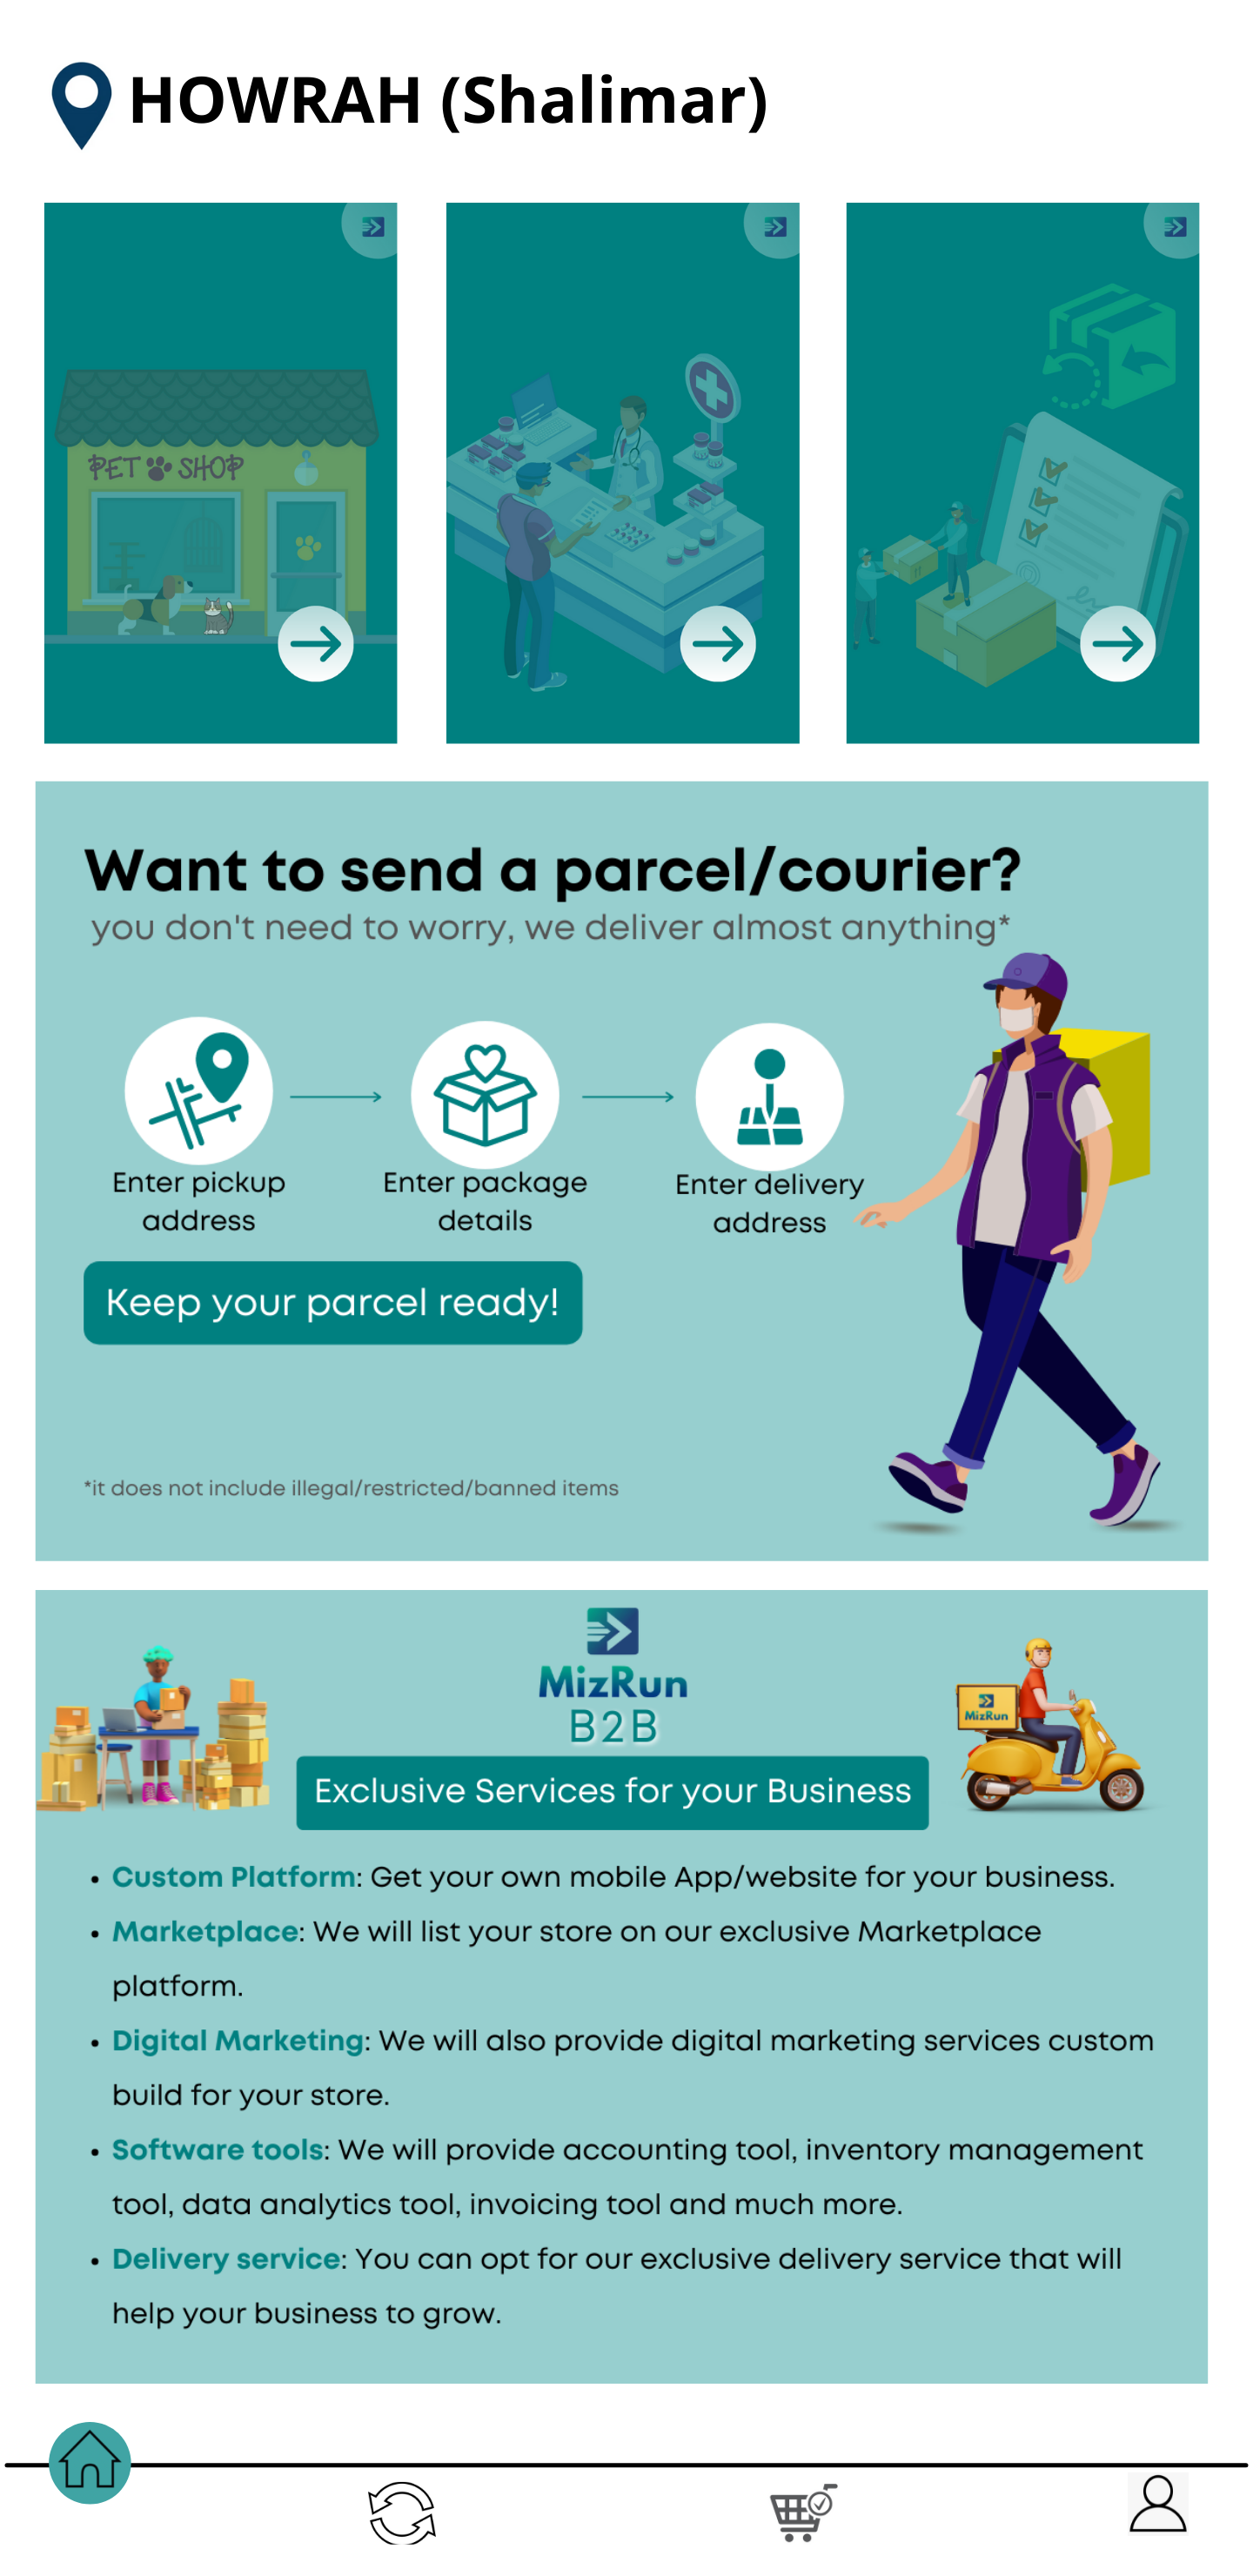 HOWRAH (Shalimar)
PET SHOP
Want to send a parcel/courier?
you don't need to worry, we deliver almost anything*
Enter pickup
address
Enter package
details
Enter delivery
address
Keep your parcel ready!
*it does not include illegal/restricted/banned items
MizRun
B2B
MizRun
Exclusive Services for your Business
• Custom Platform: Get your own mobile App/website for your business.
• Marketplace: We will list your store on our exclusive Marketplace
platform.
• Digital Marketing: We will also provide digital marketing services custom
build for your store.
• Software tools: We will provide accounting tool, inventory management
tool, data analytics tool, invoicing tool and much more.
• Delivery service: You can opt for our exclusive delivery service that will
help your business to grow.